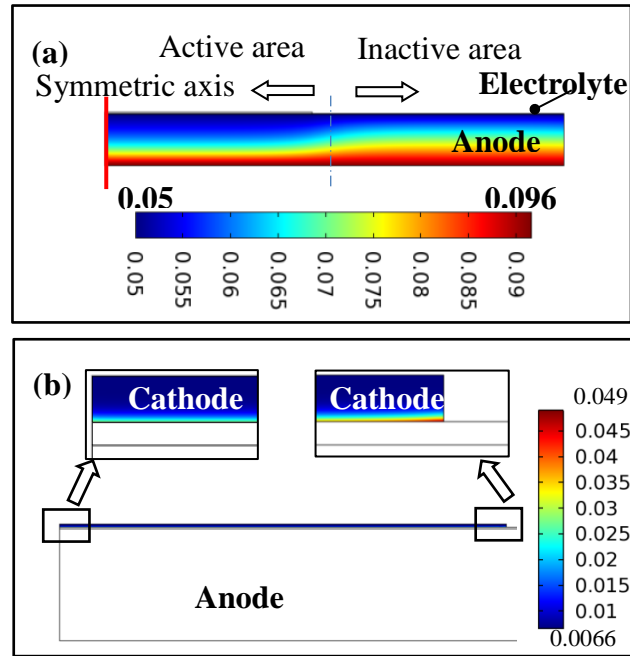 (a)
Active area
Inactive area
Symmetric axis
Electrolyte
Anode
0.05
0.096
0.05
0.055
0.06
0.065
0.07
0.075
0.08
0.085
0.09
(b)
Cathode
Cathode
0.049
0.045
0.04
0.035
0.03
0.025
0.02
0.015
0.01
0.0066
Anode